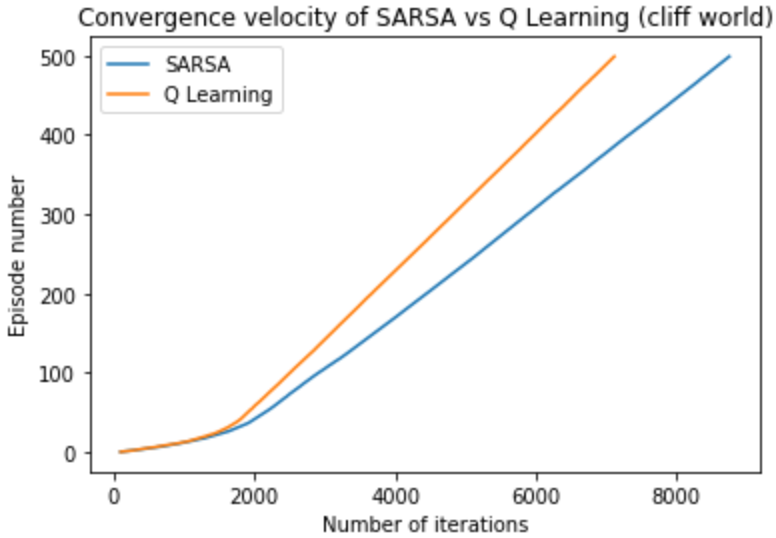 Convergence velocity of SARSA vs Q Learning (cliff world)
SARSA
Q Learning
500
400
300
200
100
0
Episode number
0 2000 4000 6000 8000
Number of iterations